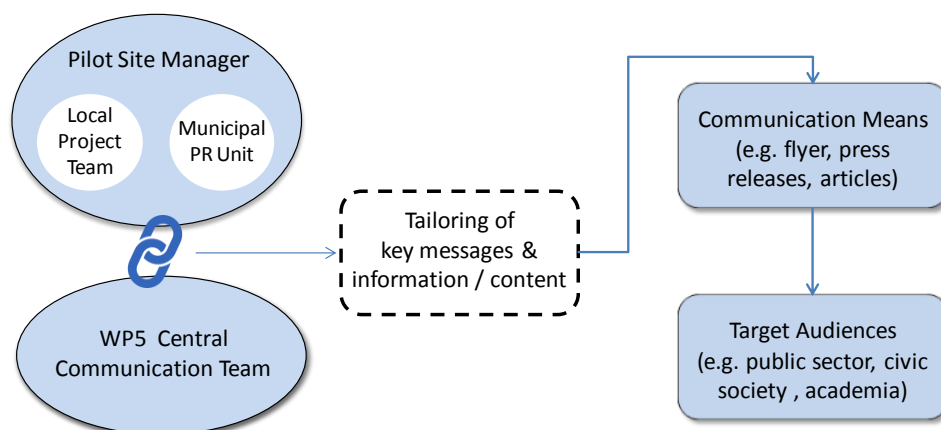 Pilot Site Manager
Local
Project
Team
Municipal
PR Unit
WP5 Central
Communication Team
Tailoring of
key messages &
information / content
Communication Means
(e.g. flyer, press
releases, articles)
Target Audiences
(e.g. public sector, civic
society , academia)